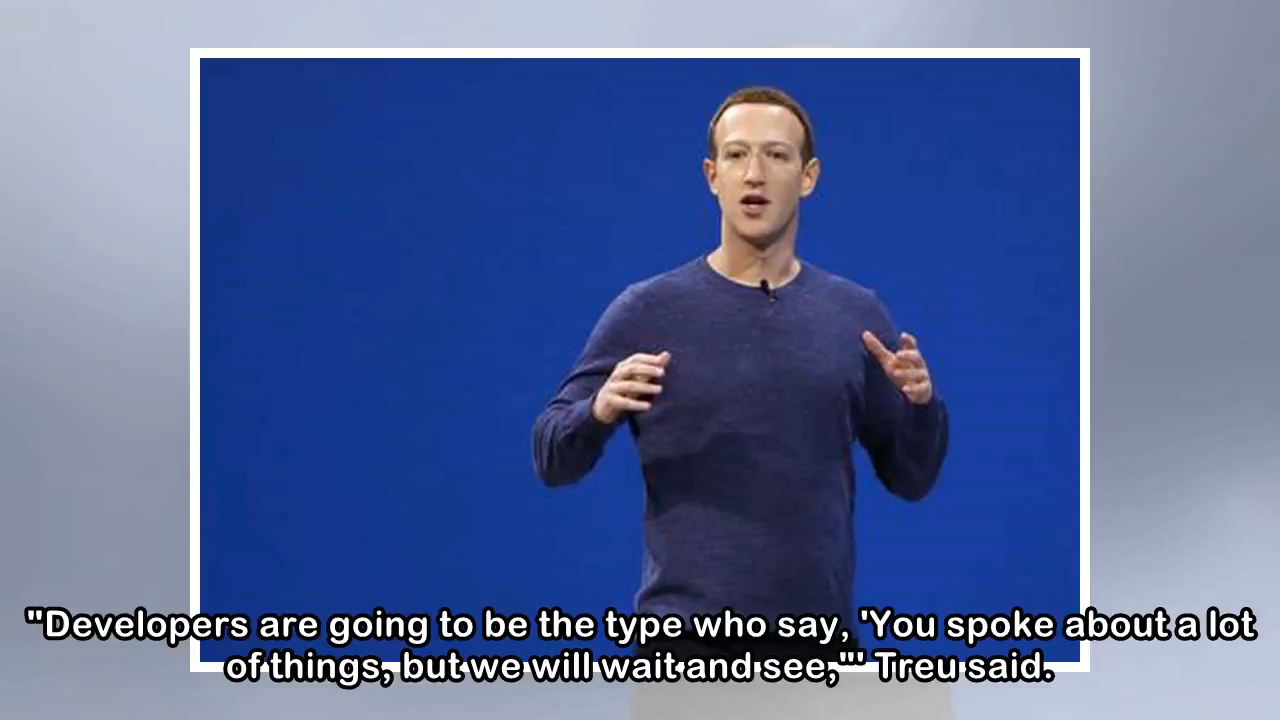 "Developers are going to be the type who say, 'You spoke about a lot
of things, but we will wait and see,'" Treu said.